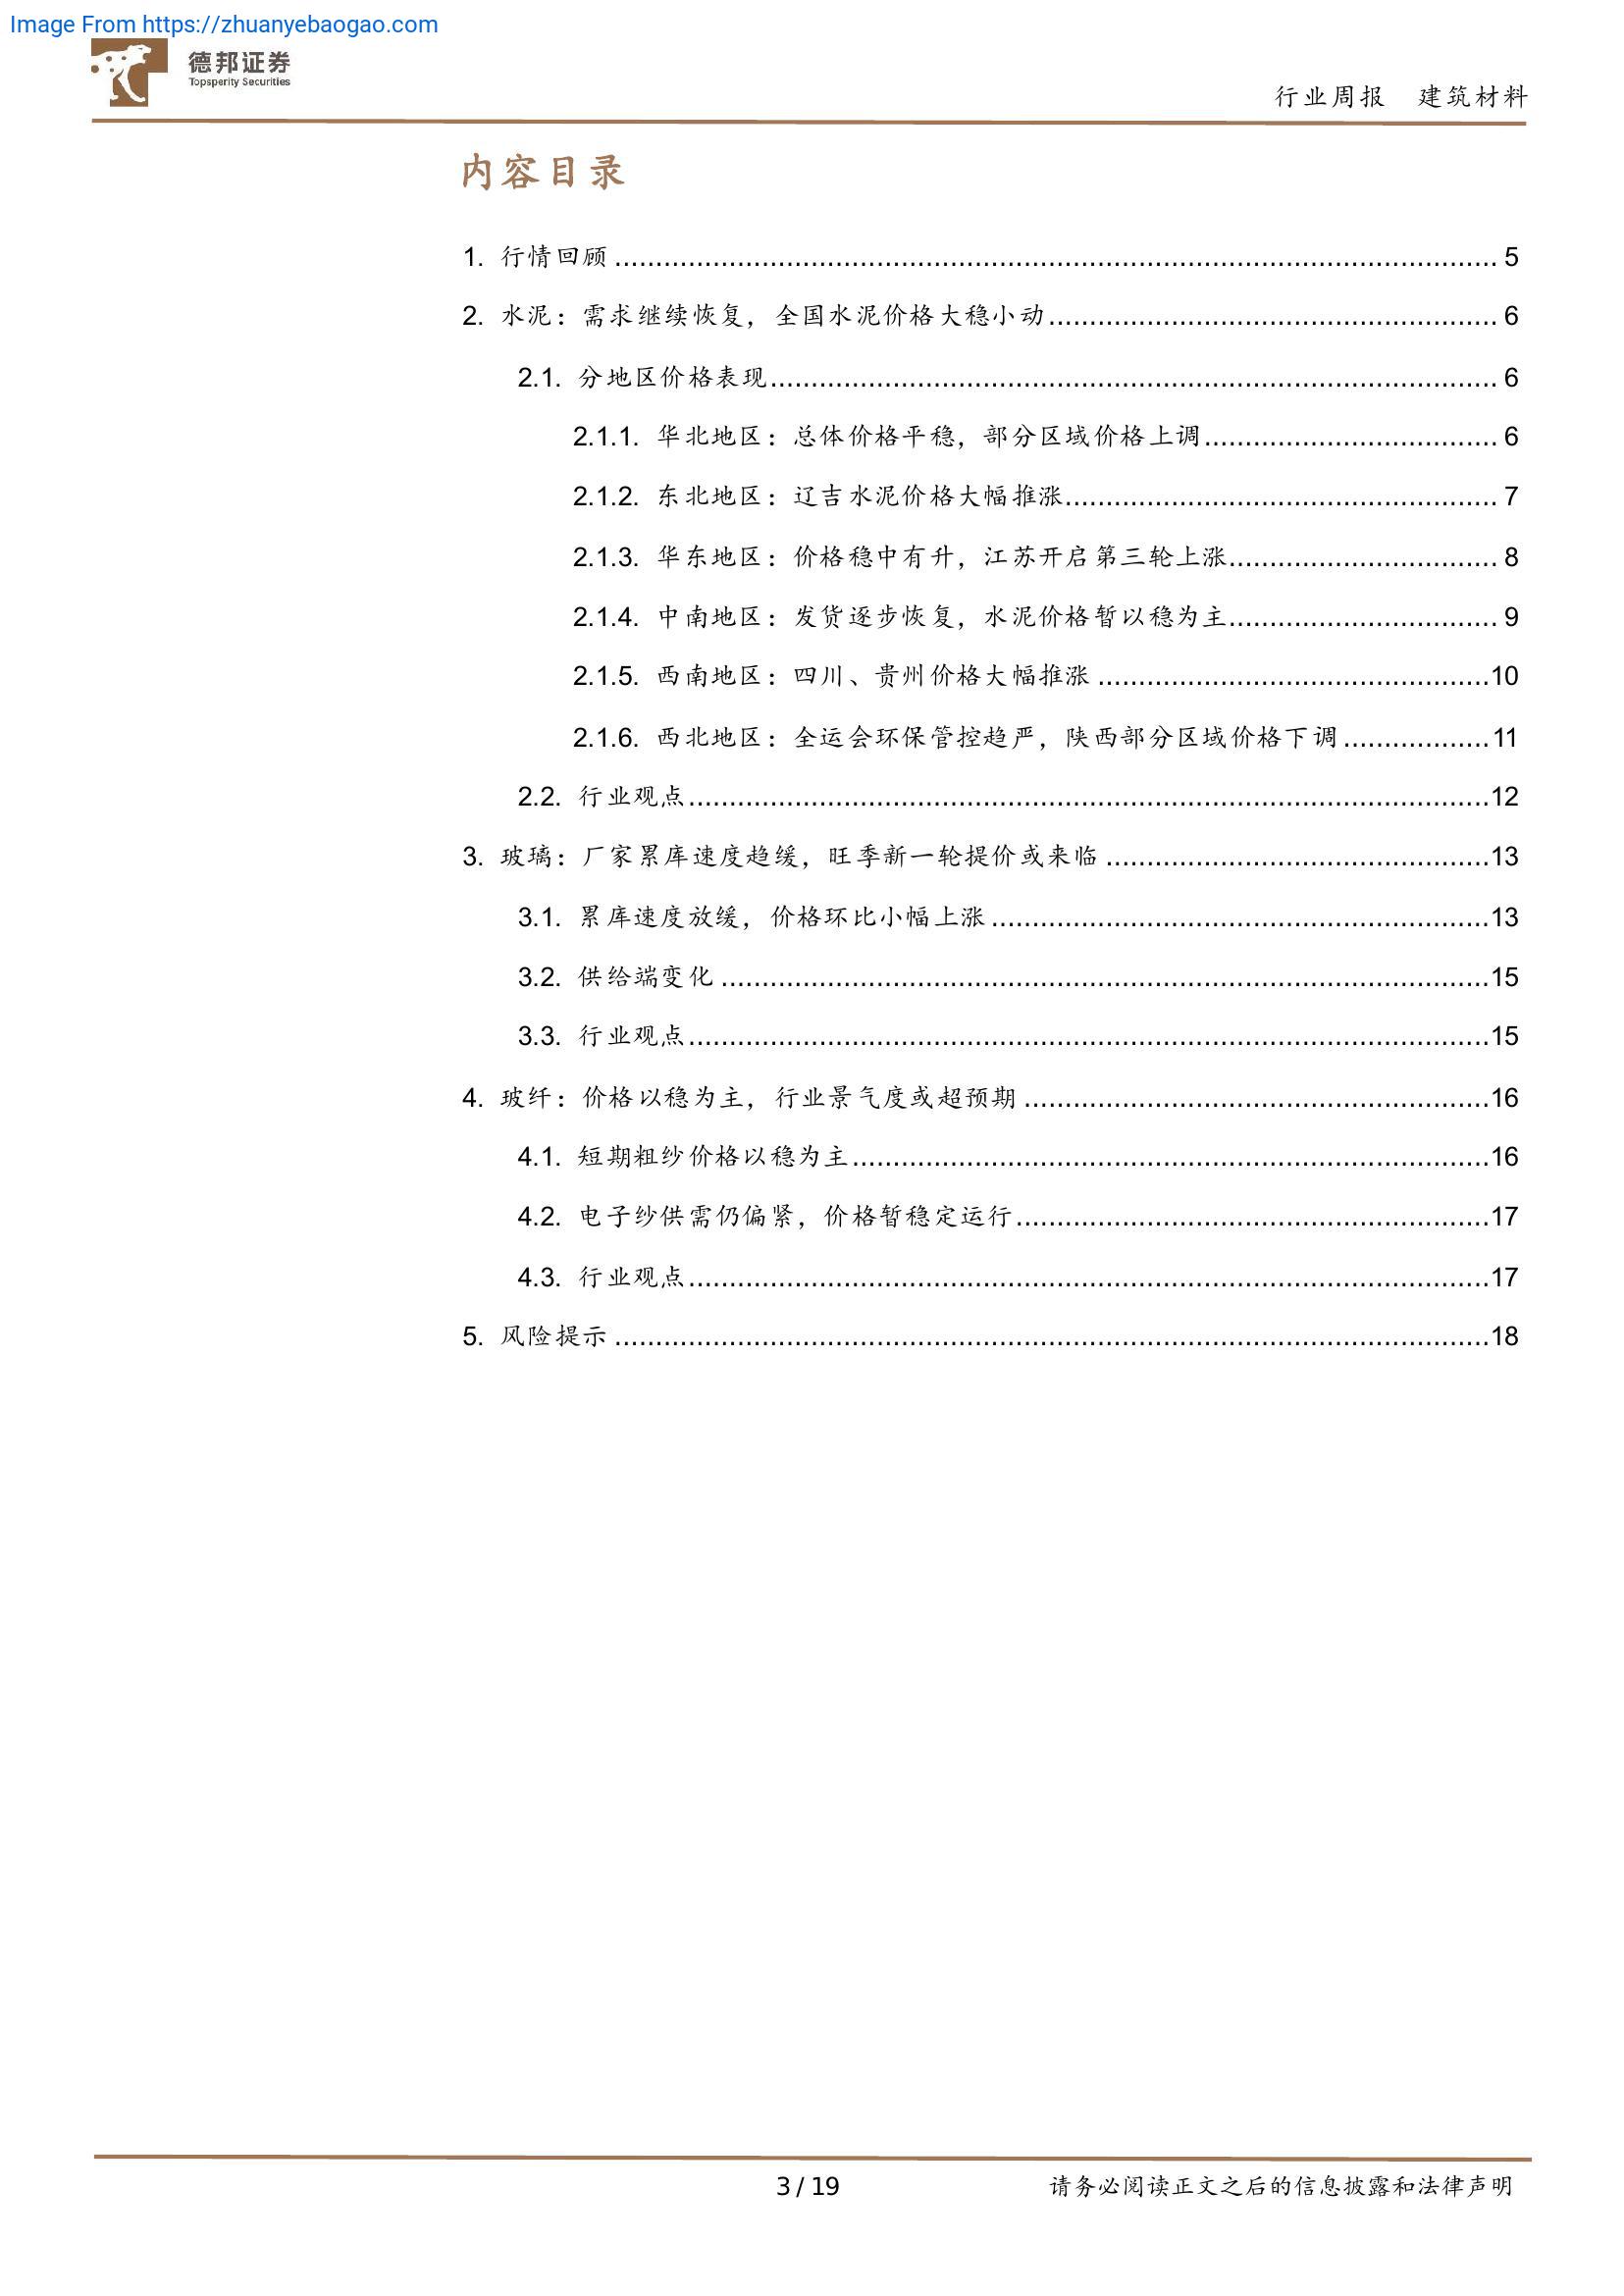 Image From https://zhuanyebaogao.com
德邦证券
Topsperity Securities
行业周报 建筑材料
内容目录
1. 行情回顾 ........................................................................................................... 5
2. 水泥：需求继续恢复，全国水泥价格大稳小动 ....................................................... 6
2.1. 分地区价格表现 ......................................................................................... 6
2.1.1. 华北地区：总体价格平稳，部分区域价格上调 .................................... 6
2.1.2. 东北地区：辽吉水泥价格大幅推涨 ..................................................... 7
2.1.3. 华东地区：价格稳中有升，江苏开启第三轮上涨 ................................. 8
2.1.4. 中南地区：发货逐步恢复，水泥价格暂以稳为主 ................................. 9
2.1.5. 西南地区：四川、贵州价格大幅推涨 ................................................ 10
2.1.6. 西北地区：全运会环保管控趋严，陕西部分区域价格下调 .................. 11
2.2. 行业观点 .................................................................................................. 12
3. 玻璃：厂家累库速度趋缓，旺季新一轮提价或来临 .................................................. 13
3.1. 累库速度放缓，价格环比小幅上涨 ............................................................. 13
3.2. 供给端变化 .............................................................................................. 15
3.3. 行业观点 .................................................................................................. 15
4. 玻纤：价格以稳为主，行业景气度或超预期 ......................................................... 16
4.1. 短期粗纱价格以稳为主 .............................................................................. 16
4.2. 电子纱供需仍偏紧，价格暂稳定运行 .......................................................... 17
4.3. 行业观点 .................................................................................................. 17
5. 风险提示 .......................................................................................................... 18
3 / 19 请务必阅读正文之后的信息披露和法律声明